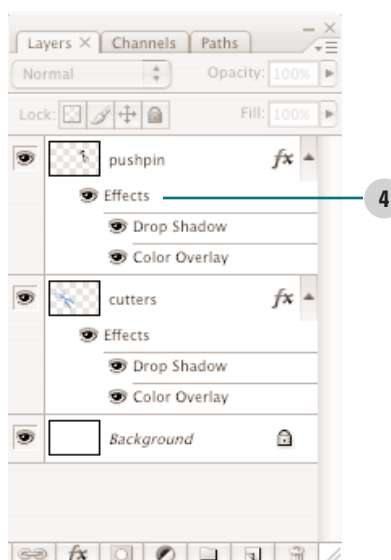 Layers Channels Paths
Normal Opacity: 100%
Lock: Fill: 100%
pushpin fx
Effects
4
Drop Shadow
Color Overlay
cutters fx
Effects
Drop Shadow
Color Overlay
Background
fx